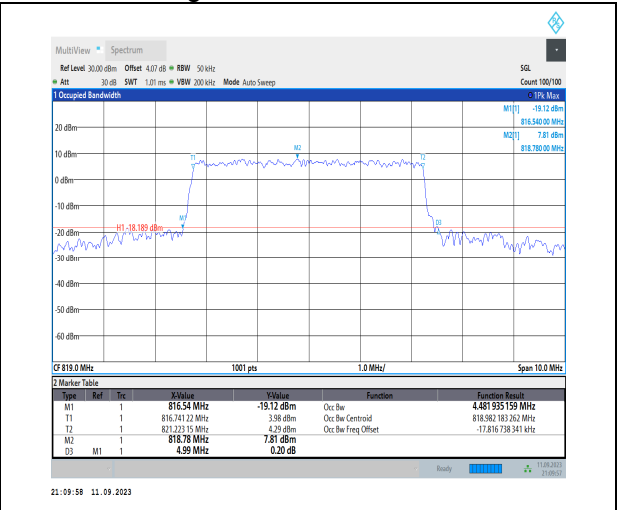 MultiView Spectrum
Ref Level 30.00 dBm Offset 4.07 dB RBW 50 kHz SGL
Att 30 dB SWT 1.01 ms VBW 200 kHz Mode Auto Sweep Count 100/100
1 Occupied Bandwidth 1Pk Max
M1[1] -19.12 dBm
816.540 00 MHz
M2[1] 7.81 dBm
818.780 00 MHz
20 dBm
M2
10 dBm
T1 T2
0 dBm
-10 dBm
M1
D3
H1 -18.189 dBm
-20 dBm
-30 dBm
-40 dBm
-50 dBm
-60 dBm
CF 819.0 MHz 1001 pts 1.0 MHz/ Span 10.0 MHz
2 Marker Table
Type Ref Trc X-Value Y-Value Function Function Result
M1 1 816.54 MHz -19.12 dBm Occ Bw 4.481 935 159 MHz
T1 1 816.741 22 MHz 3.98 dBm Occ Bw Centroid 818.982 183 262 MHz
T2 1 821.223 15 MHz 4.29 dBm Occ Bw Freq Offset -17.816 738 341 kHz
M2 1 818.78 MHz 7.81 dBm
D3 M1 1 4.99 MHz 0.20 dB
Ready 11.09.2023
21:09:57
21:09:58 11.09.2023